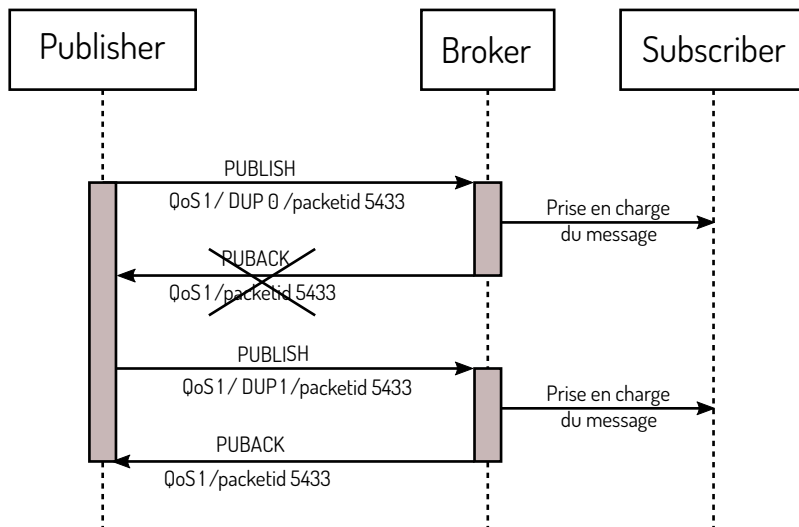 Publisher
Broker
Subscriber
PUBLISH
QoS 1 / DUP 0 /packetid 5433
Prise en charge
du message
PUBACK
QoS 1 /packetid 5433
PUBLISH
QoS 1 / DUP 1 /packetid 5433
Prise en charge
du message
PUBACK
QoS 1 /packetid 5433